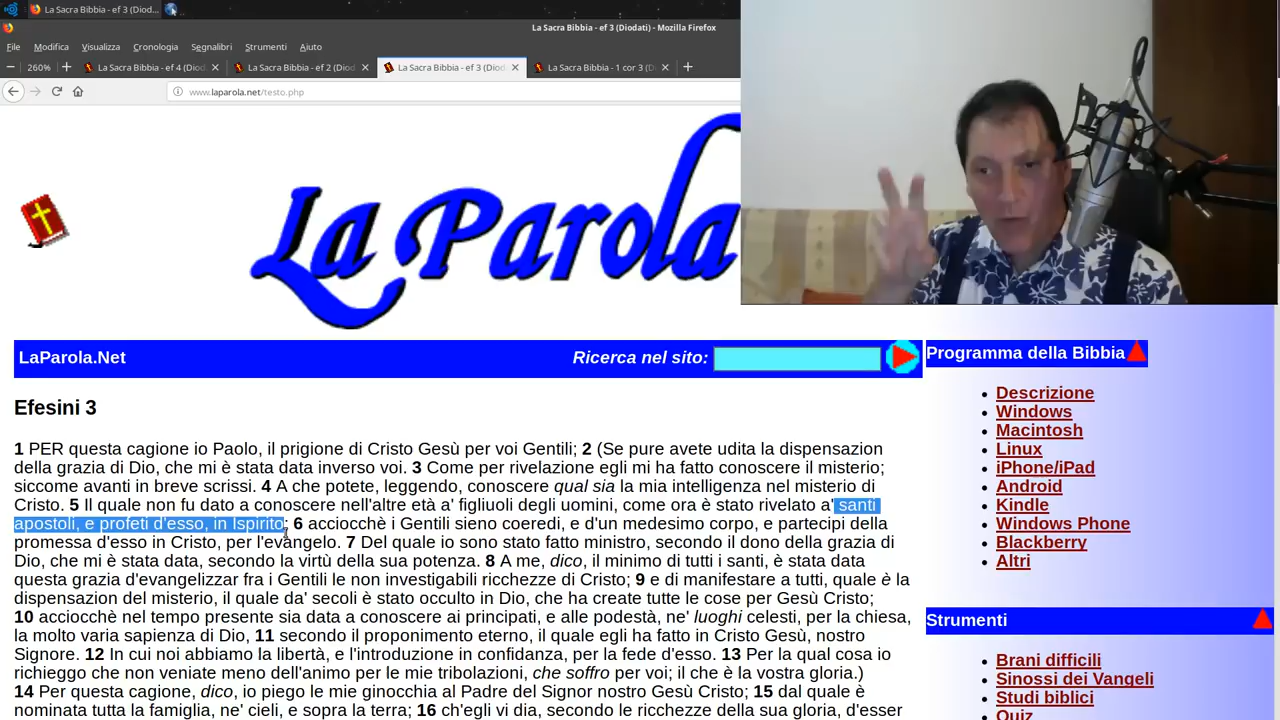 La Sacra Bibbia - ef 3 (Diod...
La Sacra Bibbia - ef 3 (Diodati) - Mozilla Firefox
File Modifica Visualizza Cronologia Segnalibri Strumenti Aiuto
260% La Sacra Bibbia - ef 4 (Diod La Sacra Bibbia - ef 2 (Diod La Sacra Bibbia - ef 3 (Diod La Sacra Bibbia - 1 cor 3 (D
www.laparola.net/testo.php
La Parola
LaParola.Net Ricerca nel sito:
Efesini 3
1 PER questa cagione io Paolo, il prigione di Cristo Gesù per voi Gentili; 2 (Se pure avete udita la dispensazion
della grazia di Dio, che mi è stata data inverso voi. 3 Come per rivelazione egli mi ha fatto conoscere il misterio;
siccome avanti in breve scrissi. 4 A che potete, leggendo, conoscere qual sia la mia intelligenza nel misterio di
Cristo. 5 Il quale non fu dato a conoscere nell'altre età a' figliuoli degli uomini, come ora è stato rivelato a' santi
apostoli, e profeti d'esso, in Ispirito; 6 acciocchè i Gentili sieno coeredi, e d'un medesimo corpo, e partecipi della
promessa d'esso in Cristo, per l'evangelo. 7 Del quale io sono stato fatto ministro, secondo il dono della grazia di
Dio, che mi è stata data, secondo la virtù della sua potenza. 8 A me, dico, il minimo di tutti i santi, è stata data
questa grazia d'evangelizzar fra i Gentili le non investigabili ricchezze di Cristo; 9 e di manifestare a tutti, quale è la
dispensazion del misterio, il quale da' secoli è stato occulto in Dio, che ha create tutte le cose per Gesù Cristo;
10 acciocchè nel tempo presente sia data a conoscere ai principati, e alle podestà, ne' luoghi celesti, per la chiesa,
la molto varia sapienza di Dio, 11 secondo il proponimento eterno, il quale egli ha fatto in Cristo Gesù, nostro
Signore. 12 In cui noi abbiamo la libertà, e l'introduzione in confidanza, per la fede d'esso. 13 Per la qual cosa io
richieggo che non veniate meno dell'animo per le mie tribolazioni, che soffro per voi; il che è la vostra gloria.)
14 Per questa cagione, dico, io piego le mie ginocchia al Padre del Signor nostro Gesù Cristo; 15 dal quale è
nominata tutta la famiglia, ne' cieli, e sopra la terra; 16 ch'egli vi dia, secondo le ricchezze della sua gloria, d'esser
Programma della Bibbia
Descrizione
Windows
Macintosh
Linux
iPhone/iPad
Android
Kindle
Windows Phone
Blackberry
Altri
Strumenti
Brani difficili
Sinossi dei Vangeli
Studi biblici
Quiz